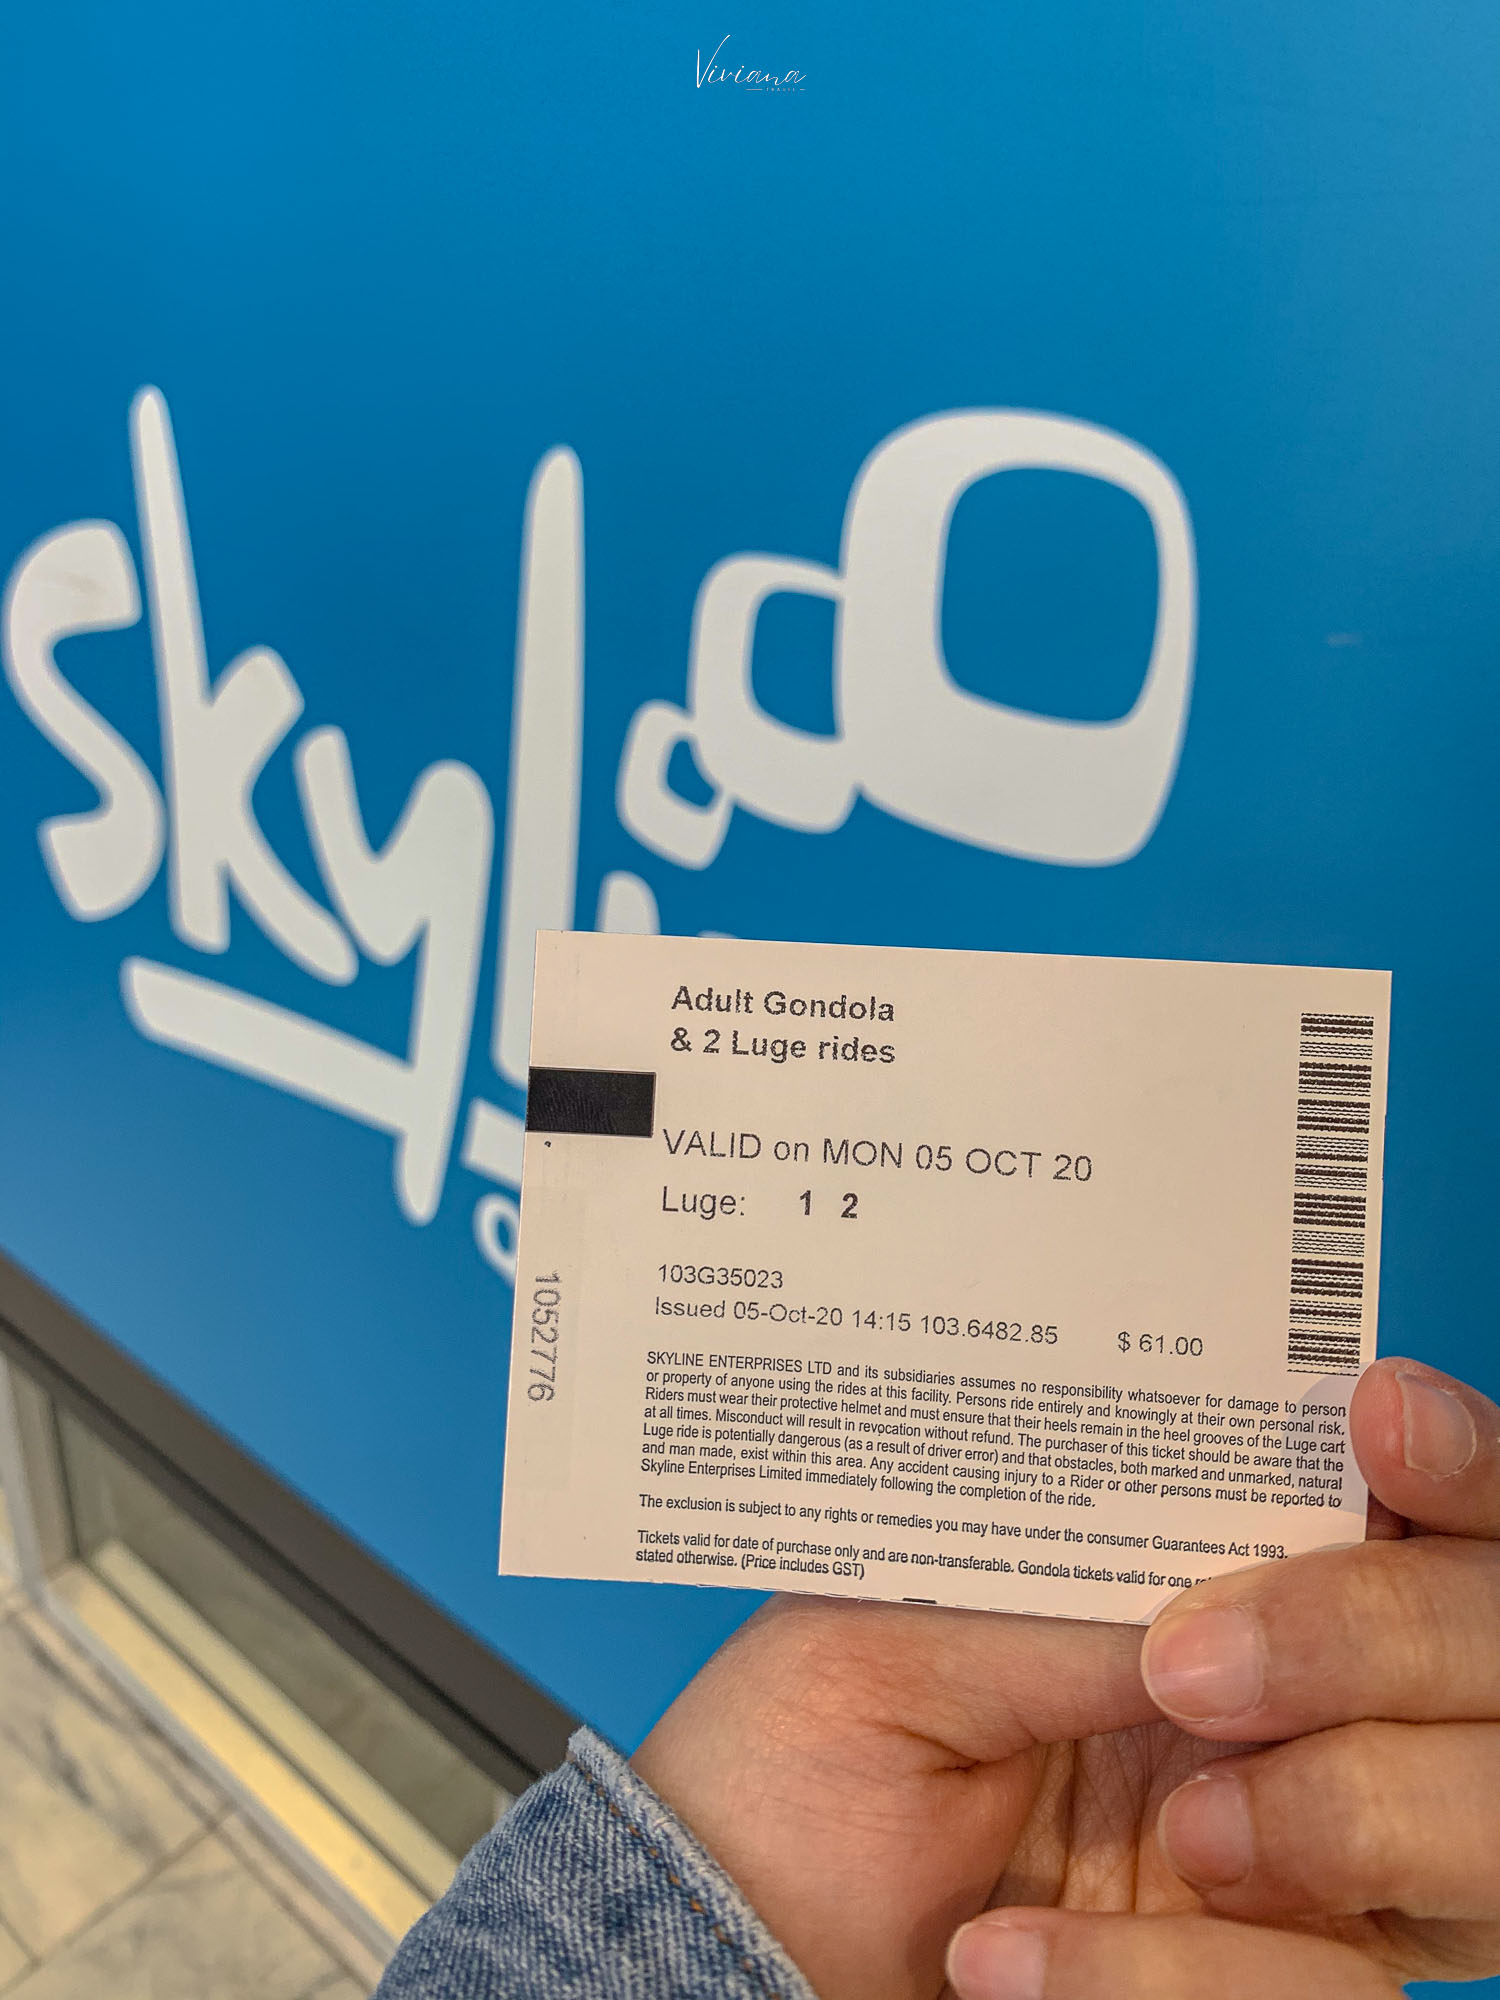 Viviana
skyline
Adult Gondola
& 2 Luge rides
VALID on MON 05 OCT 20
Luge: 1 2
103G35023
Issued 05-Oct-20 14:15 103.6482.85 $ 61.00
1052776
SKYLINE ENTERPRISES LTD and its subsidiaries assumes no responsibility whatsoever for damage to person
or property of anyone using the rides at this facility. Persons ride entirely and knowingly at their own personal risk.
Riders must wear their protective helmet and must ensure that their heels remain in the heel grooves of the Luge cart
at all times. Misconduct will result in revocation without refund. The purchaser of this ticket should be aware that the
Luge ride is potentially dangerous (as a result of driver error) and that obstacles, both marked and unmarked, natural
and man made, exist within this area. Any accident causing injury to a Rider or other persons must be reported to
Skyline Enterprises Limited immediately following the completion of the ride.
The exclusion is subject to any rights or remedies you may have under the consumer Guarantees Act 1993.
Tickets valid for date of purchase only and are non-transferable. Gondola tickets valid for one
stated otherwise. (Price includes GST)